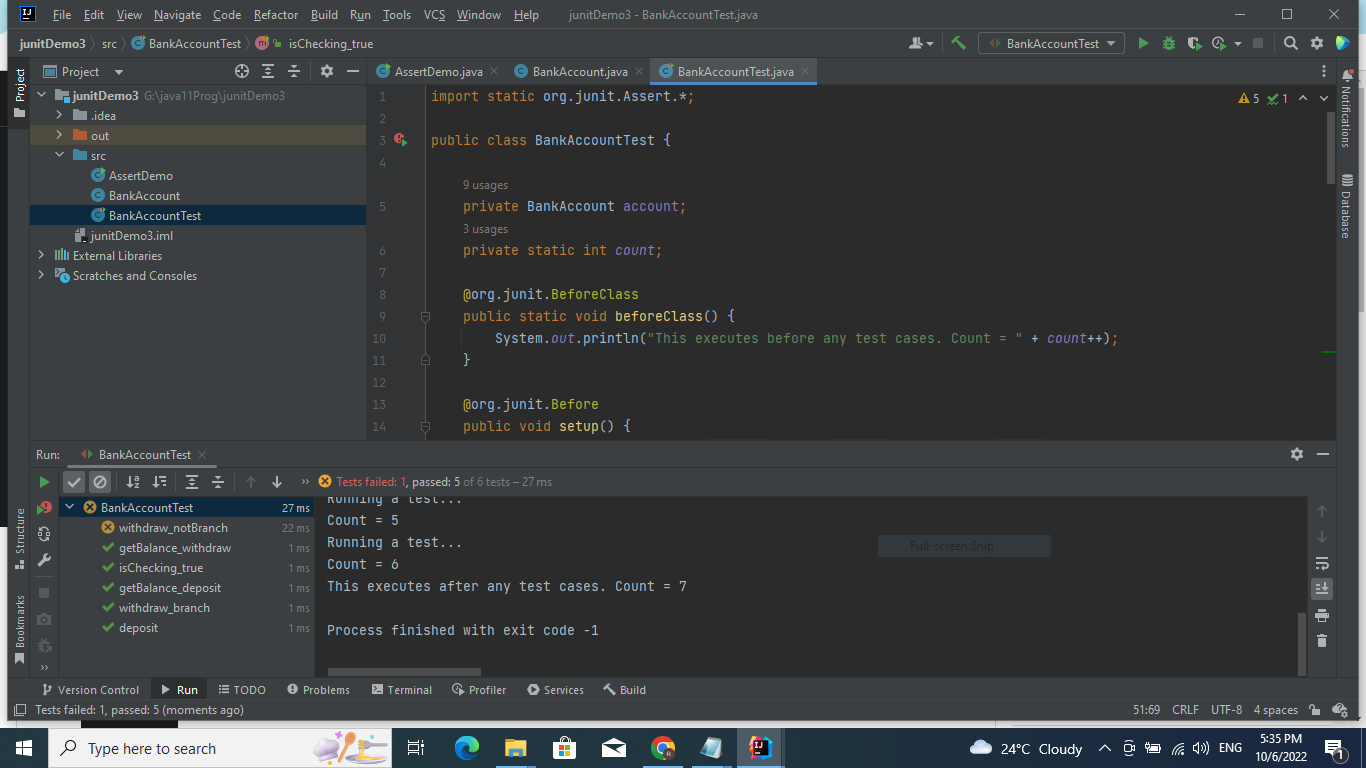 File Edit View Navigate Code Refactor Build Run Tools VCS Window Help junitDemo3 - BankAccountTest.java
junitDemo3 src BankAccountTest isChecking_true BankAccountTest
Project
Project AssertDemo.java BankAccount.java BankAccountTest.java
junitDemo3 G:\java11Prog\junitDemo3
.idea
out
src
AssertDemo
BankAccount
BankAccountTest
junitDemo3.iml
External Libraries
Scratches and Consoles
5 1
1 import static org.junit.Assert.*;
2
3 public class BankAccountTest {
4
9 usages
5 private BankAccount account;
3 usages
6 private static int count;
7
8 @org.junit.BeforeClass
9 public static void beforeClass() {
10 System.out.println("This executes before any test cases. Count = " + count++);
11 }
12
13 @org.junit.Before
14 public void setup() {
Notifications
Database
Run: BankAccountTest
Tests failed: 1, passed: 5 of 6 tests – 27 ms
BankAccountTest 27 ms
withdraw_notBranch 22 ms
getBalance_withdraw 1 ms
isChecking_true 1 ms
getBalance_deposit 1 ms
withdraw_branch 1 ms
deposit 1 ms
Running a test...
Count = 5
Running a test...
Count = 6
This executes after any test cases. Count = 7
Process finished with exit code -1
Full-screen Snip
Structure
Bookmarks
Version Control Run TODO Problems Terminal Profiler Services Build
Tests failed: 1, passed: 5 (moments ago) 51:69 CRLF UTF-8 4 spaces
Type here to search 24°C Cloudy ENG 5:35 PM
10/6/2022
1